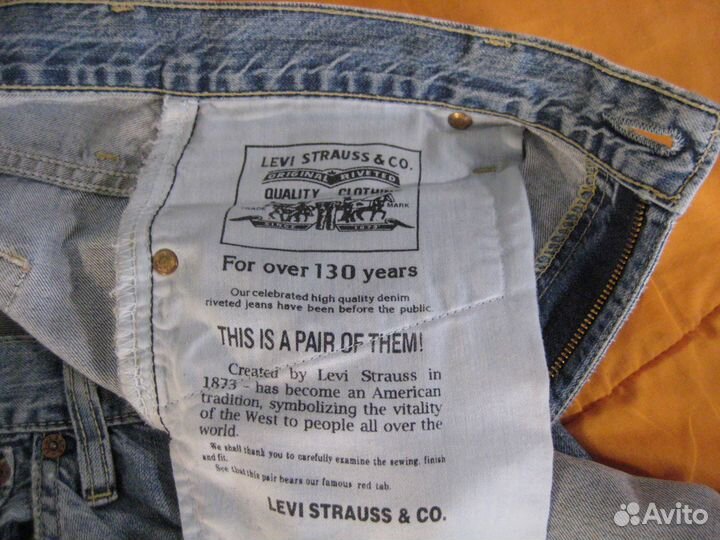 LEVI STRAUSS & CO.
ORIGINAL RIVETED
QUALITY CLOTHING
TRADE MARK
SINCE 1873
For over 130 years
Our celebrated high quality denim
riveted jeans have been before the public.
THIS IS A PAIR OF THEM!
Created by Levi Strauss in
1873 - has become an American
tradition, symbolizing the vitality
of the West to people all over the
world.
We shall thank you to carefully examine the sewing, finish
and fit.
See that this pair bears our famous red tab.
LEVI STRAUSS & CO.
Avito